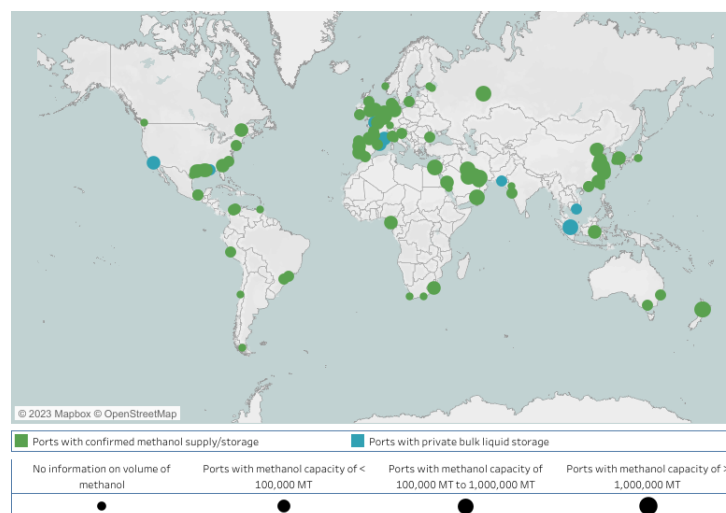 © 2023 Mapbox © OpenStreetMap
Ports with confirmed methanol supply/storage
Ports with private bulk liquid storage
No information on volume of
methanol
Ports with methanol capacity of <
100,000 MT
Ports with methanol capacity of
100,000 MT to 1,000,000 MT
Ports with methanol capacity of >
1,000,000 MT